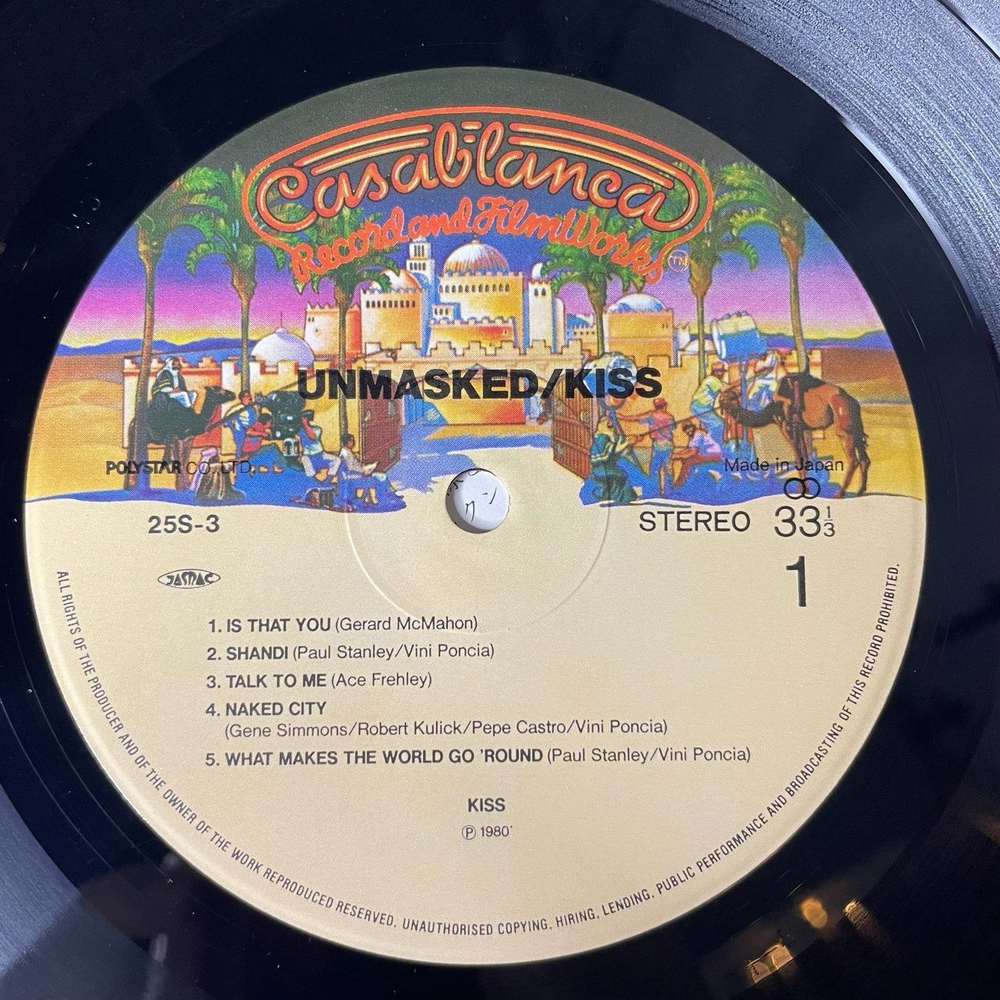 Casablanca
Record and FilmWorks TN
UNMASKED/KISS
POLYSTAR CO., LTD.
Made in Japan
25S-3
STEREO 33 1/3
1
JASRAC
1. IS THAT YOU (Gerard McMahon)
2. SHANDI (Paul Stanley/Vini Poncia)
3. TALK TO ME (Ace Frehley)
4. NAKED CITY
(Gene Simmons/Robert Kulick/Pepe Castro/Vini Poncia)
5. WHAT MAKES THE WORLD GO 'ROUND (Paul Stanley/Vini Poncia)
KISS
Ⓟ 1980'
ALL RIGHTS OF THE PRODUCER AND OF THE OWNER OF THE WORK REPRODUCED RESERVED. UNAUTHORISED COPYING, HIRING, LENDING, PUBLIC PERFORMANCE AND BROADCASTING OF THIS RECORD PROHIBITED.